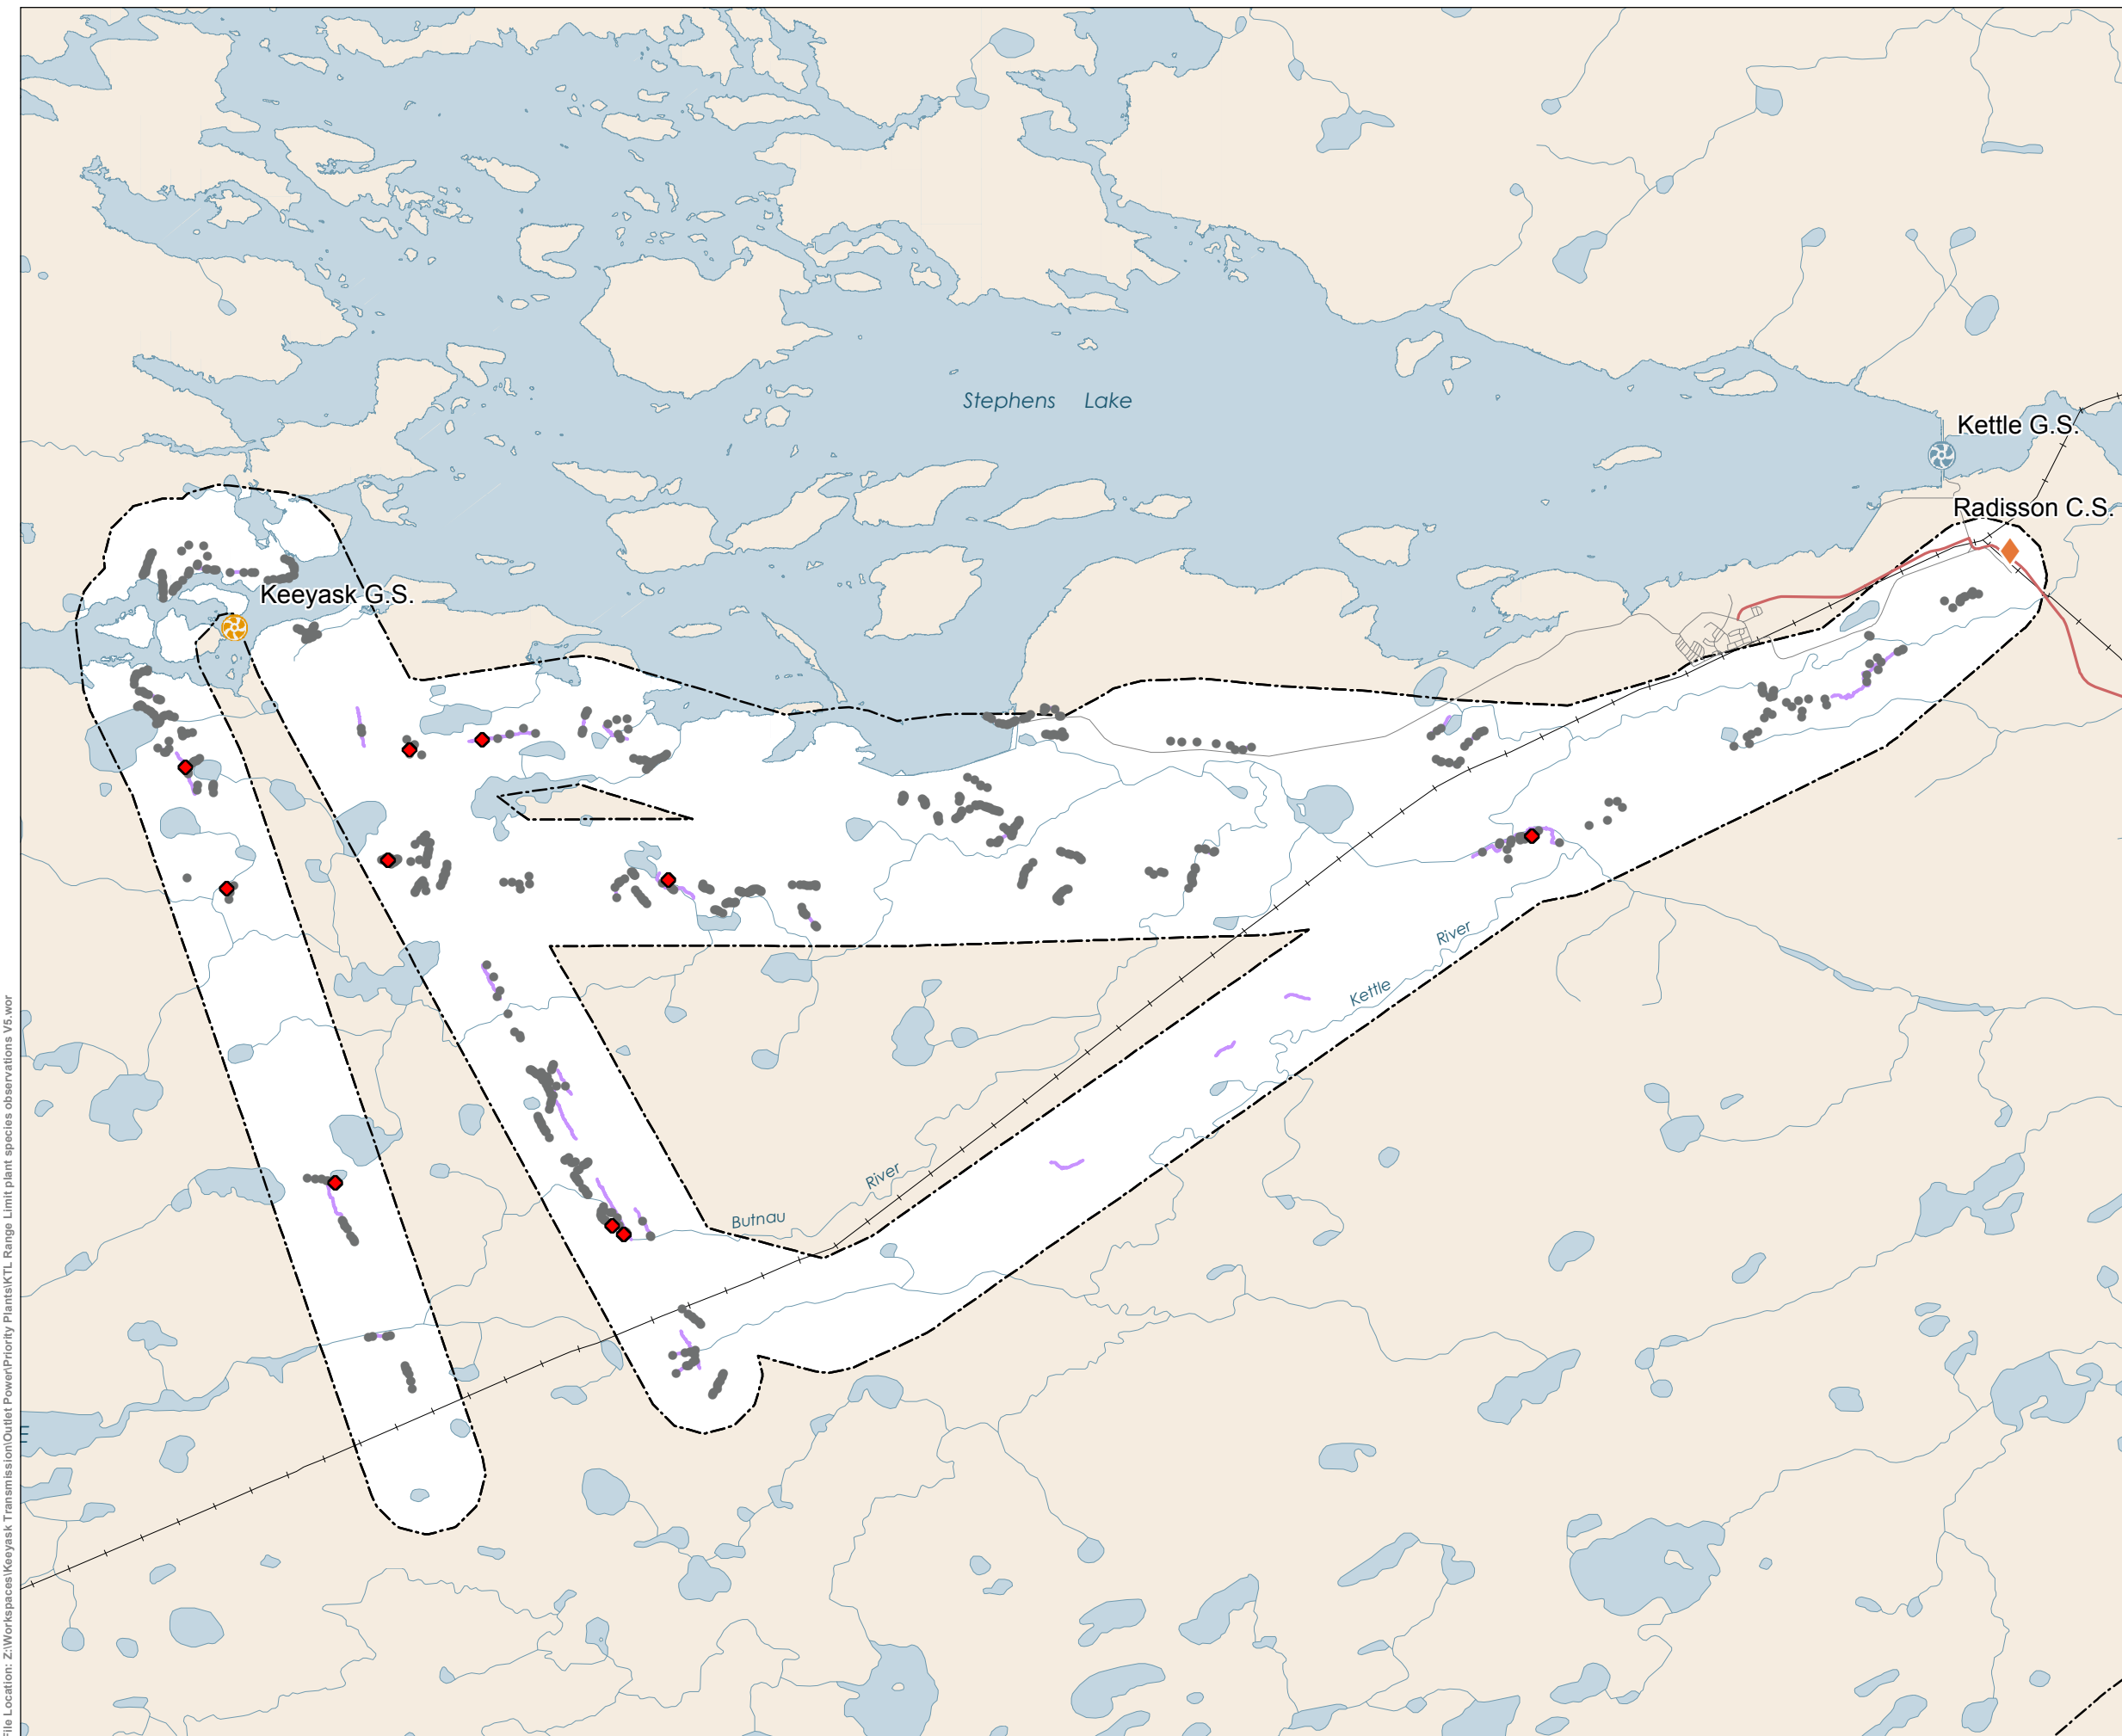 Stephens Lake
Kettle G.S.
Radisson C.S.
Keeyask G.S.
River
Kettle
River
Butnau
File Location: Z:\Workspaces\Keeyask Transmission\Outlet Power\Priority Plants\KTL Range Limit plant species observations V5.wor